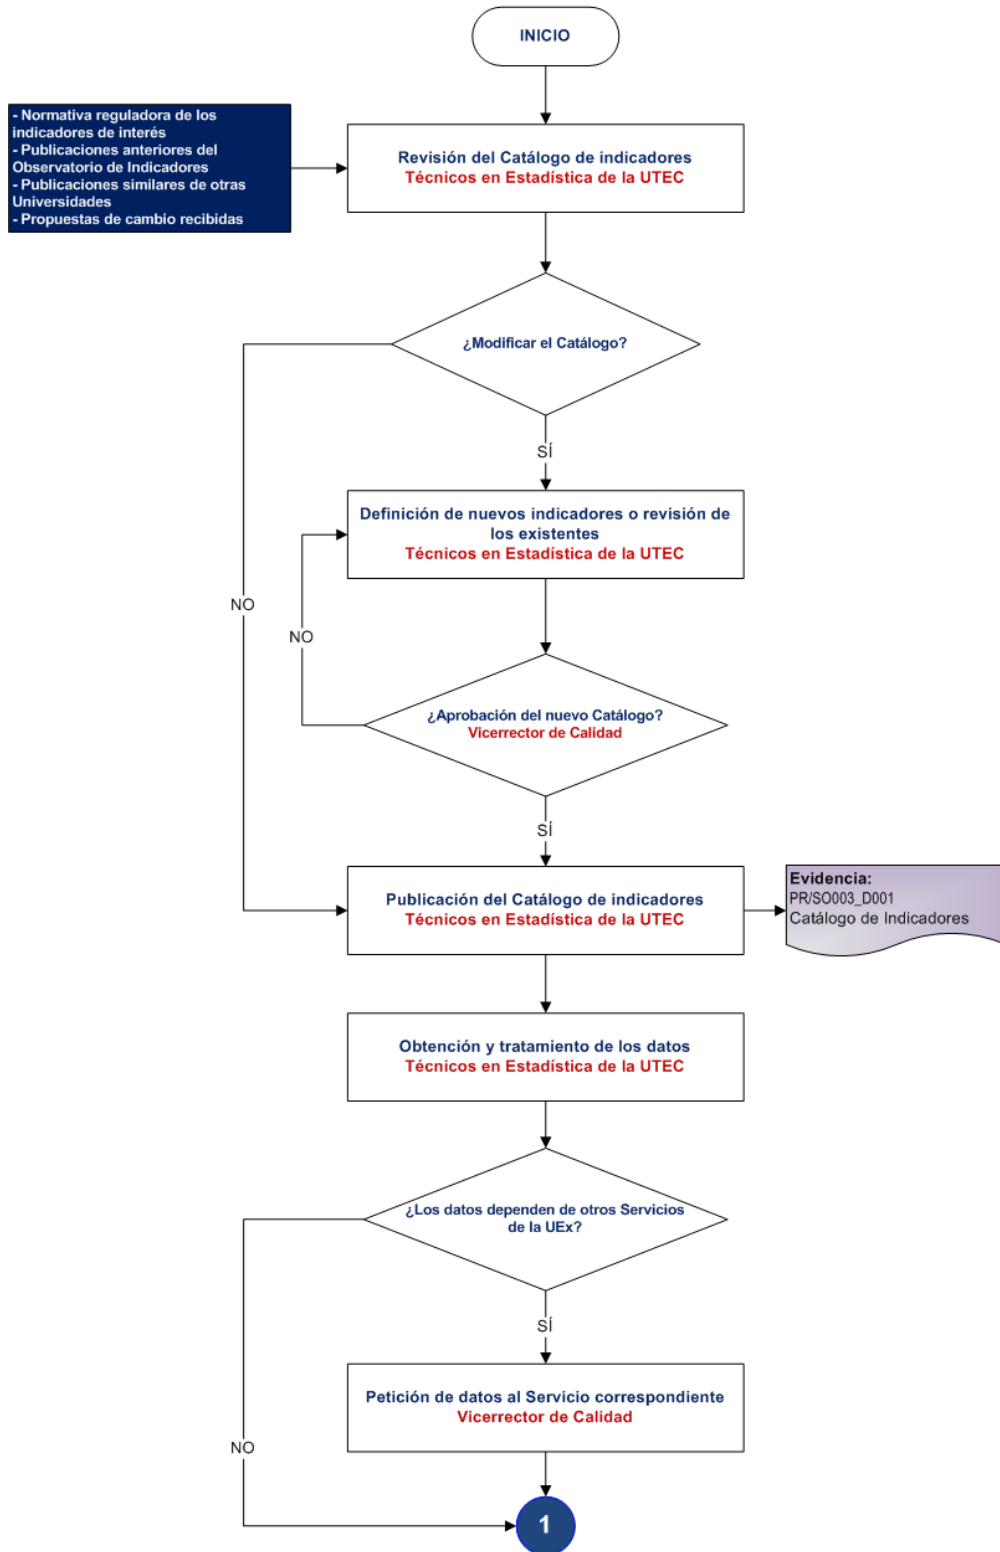 INICIO
- Normativa reguladora de los
indicadores de interés
- Publicaciones anteriores del
Observatorio de Indicadores
- Publicaciones similares de otras
Universidades
- Propuestas de cambio recibidas
Revisión del Catálogo de indicadores
Técnicos en Estadística de la UTEC
¿Modificar el Catálogo?
SÍ
Definición de nuevos indicadores o revisión de
los existentes
Técnicos en Estadística de la UTEC
NO
NO
¿Aprobación del nuevo Catálogo?
Vicerrector de Calidad
SÍ
Publicación del Catálogo de indicadores
Técnicos en Estadística de la UTEC
Evidencia:
PR/SO003_D001
Catálogo de Indicadores
Obtención y tratamiento de los datos
Técnicos en Estadística de la UTEC
¿Los datos dependen de otros Servicios
de la UEx?
SÍ
Petición de datos al Servicio correspondiente
Vicerrector de Calidad
NO
1